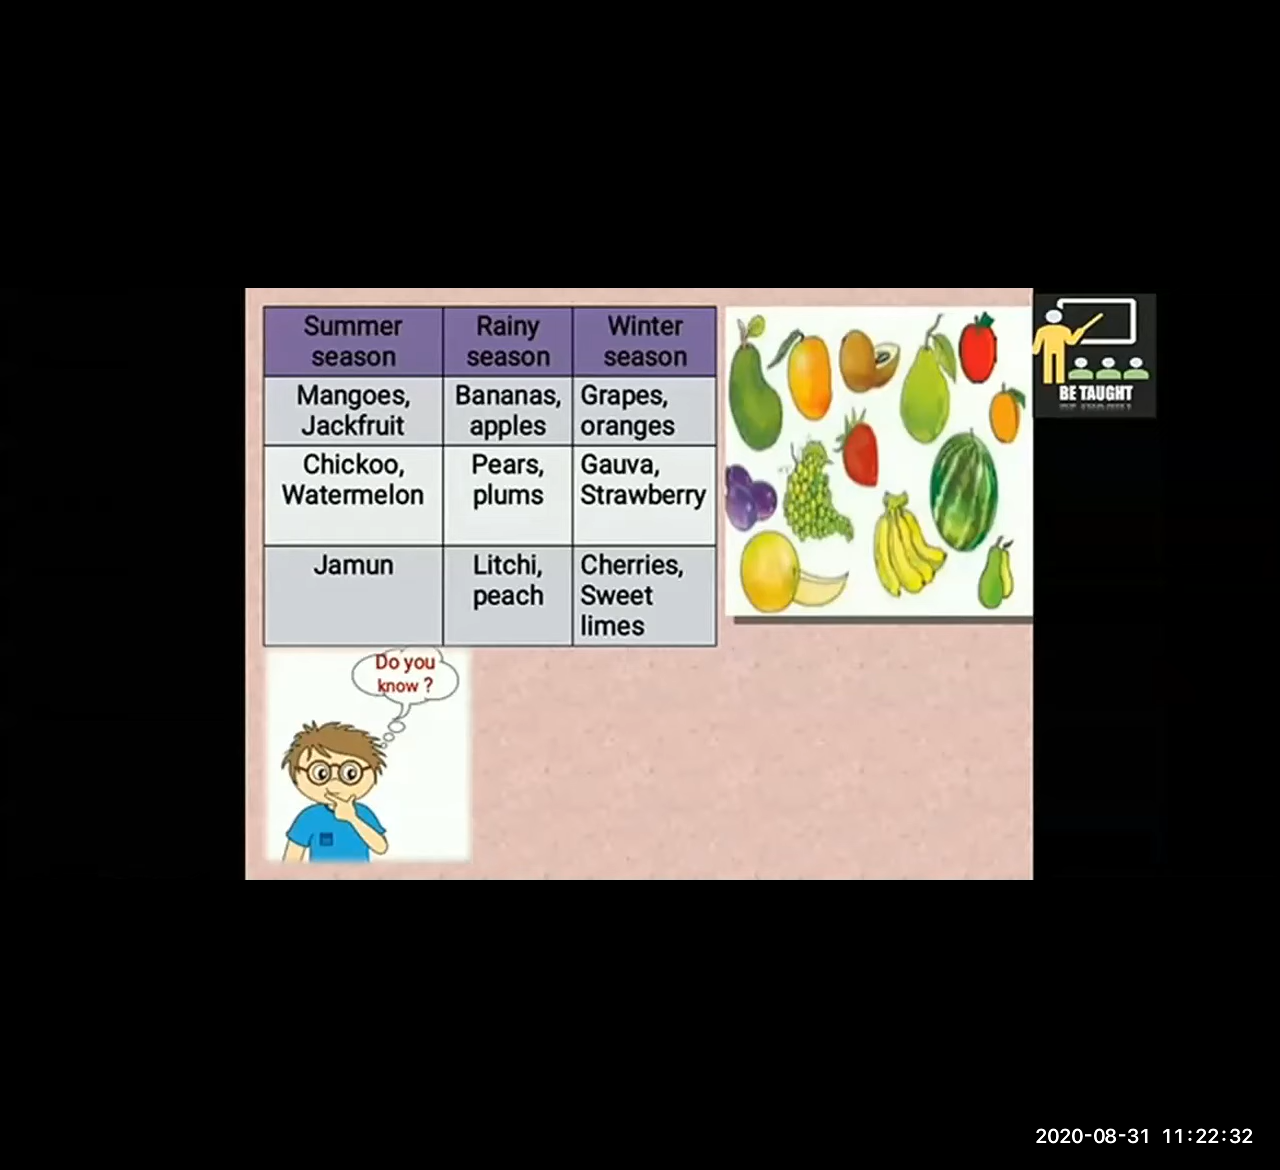 Summer
season
Rainy
season
Winter
season
Mangoes,
Jackfruit
Bananas,
apples
Grapes,
oranges
Chickoo,
Watermelon
Pears,
plums
Gauva,
Strawberry
Jamun
Litchi,
peach
Cherries,
Sweet
limes
BE TAUGHT
Do you
know ?
2020-08-31 11:22:32